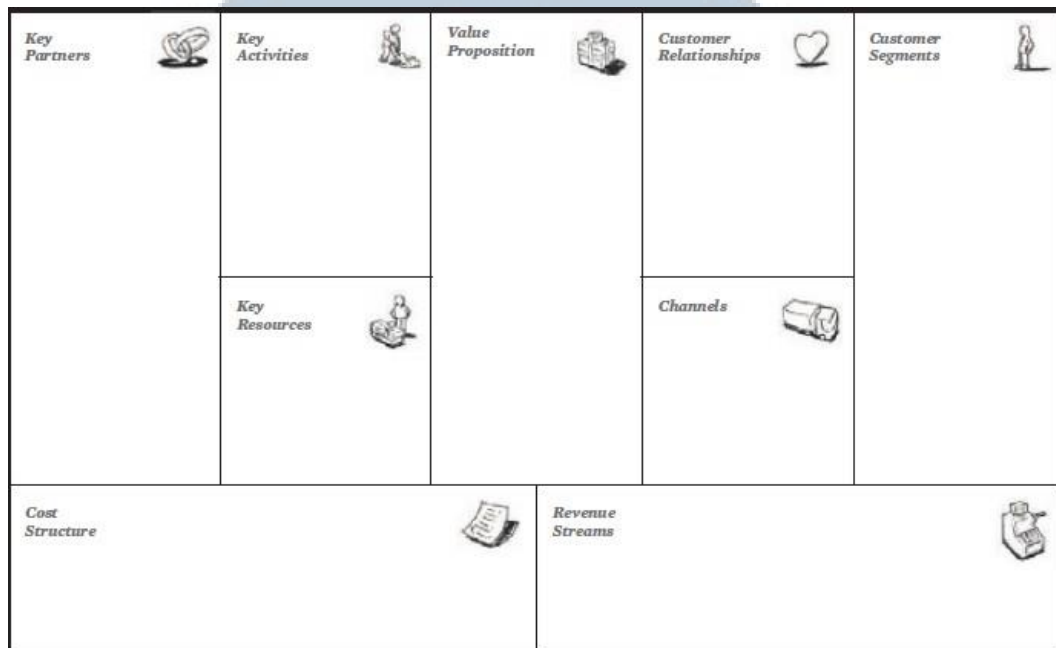 Key
Partners
Key
Activities
Value
Proposition
Customer
Relationships
Customer
Segments
Key
Resources
Channels
Cost
Structure
Revenue
Streams